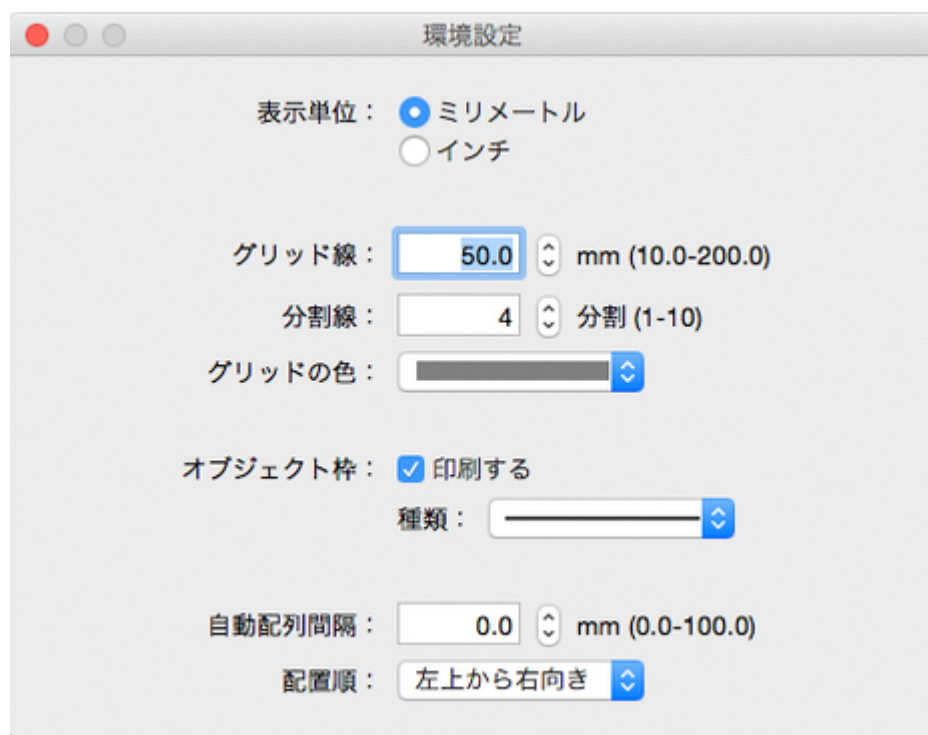 環境設定
表示単位： ミリメートル
インチ
グリッド線： 50.0 mm (10.0-200.0)
分割線： 4 分割 (1-10)
グリッドの色：
オブジェクト枠： 印刷する
種類：
自動配列間隔： 0.0 mm (0.0-100.0)
配置順： 左上から右向き